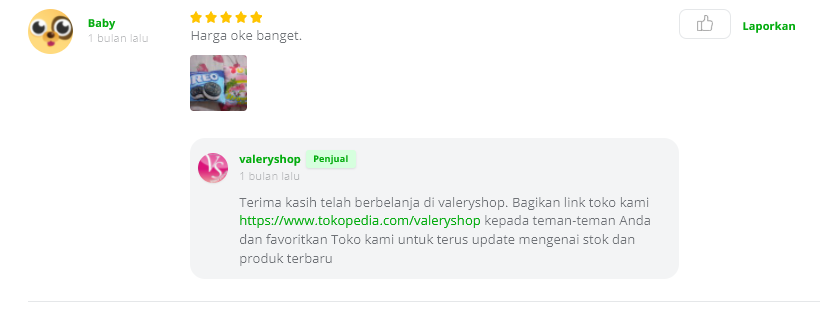 Baby
1 bulan lalu
Harga oke banget.
OREO
Laporkan
VS
valeryshop Penjual
1 bulan lalu
Terima kasih telah berbelanja di valeryshop. Bagikan link toko kami
https://www.tokopedia.com/valeryshop kepada teman-teman Anda
dan favoritkan Toko kami untuk terus update mengenai stok dan
produk terbaru